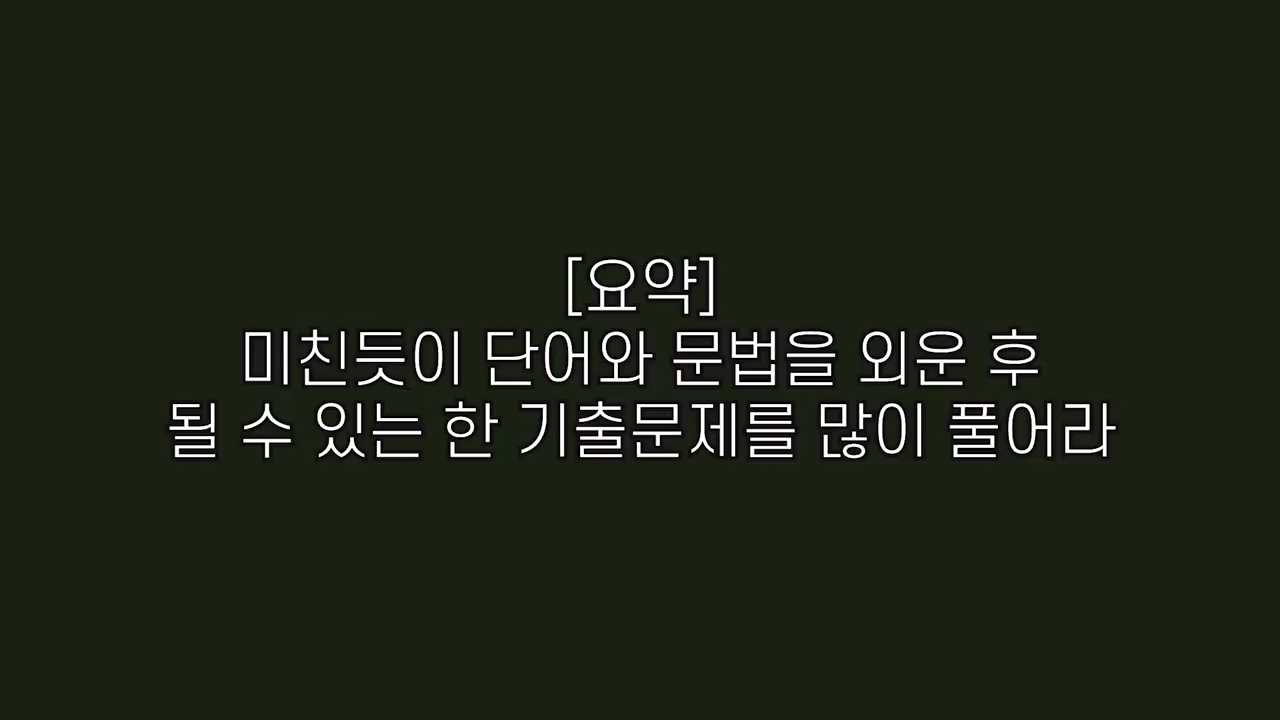 [요약]
미친듯이 단어와 문법을 외운 후
될 수 있는 한 기출문제를 많이 풀어라